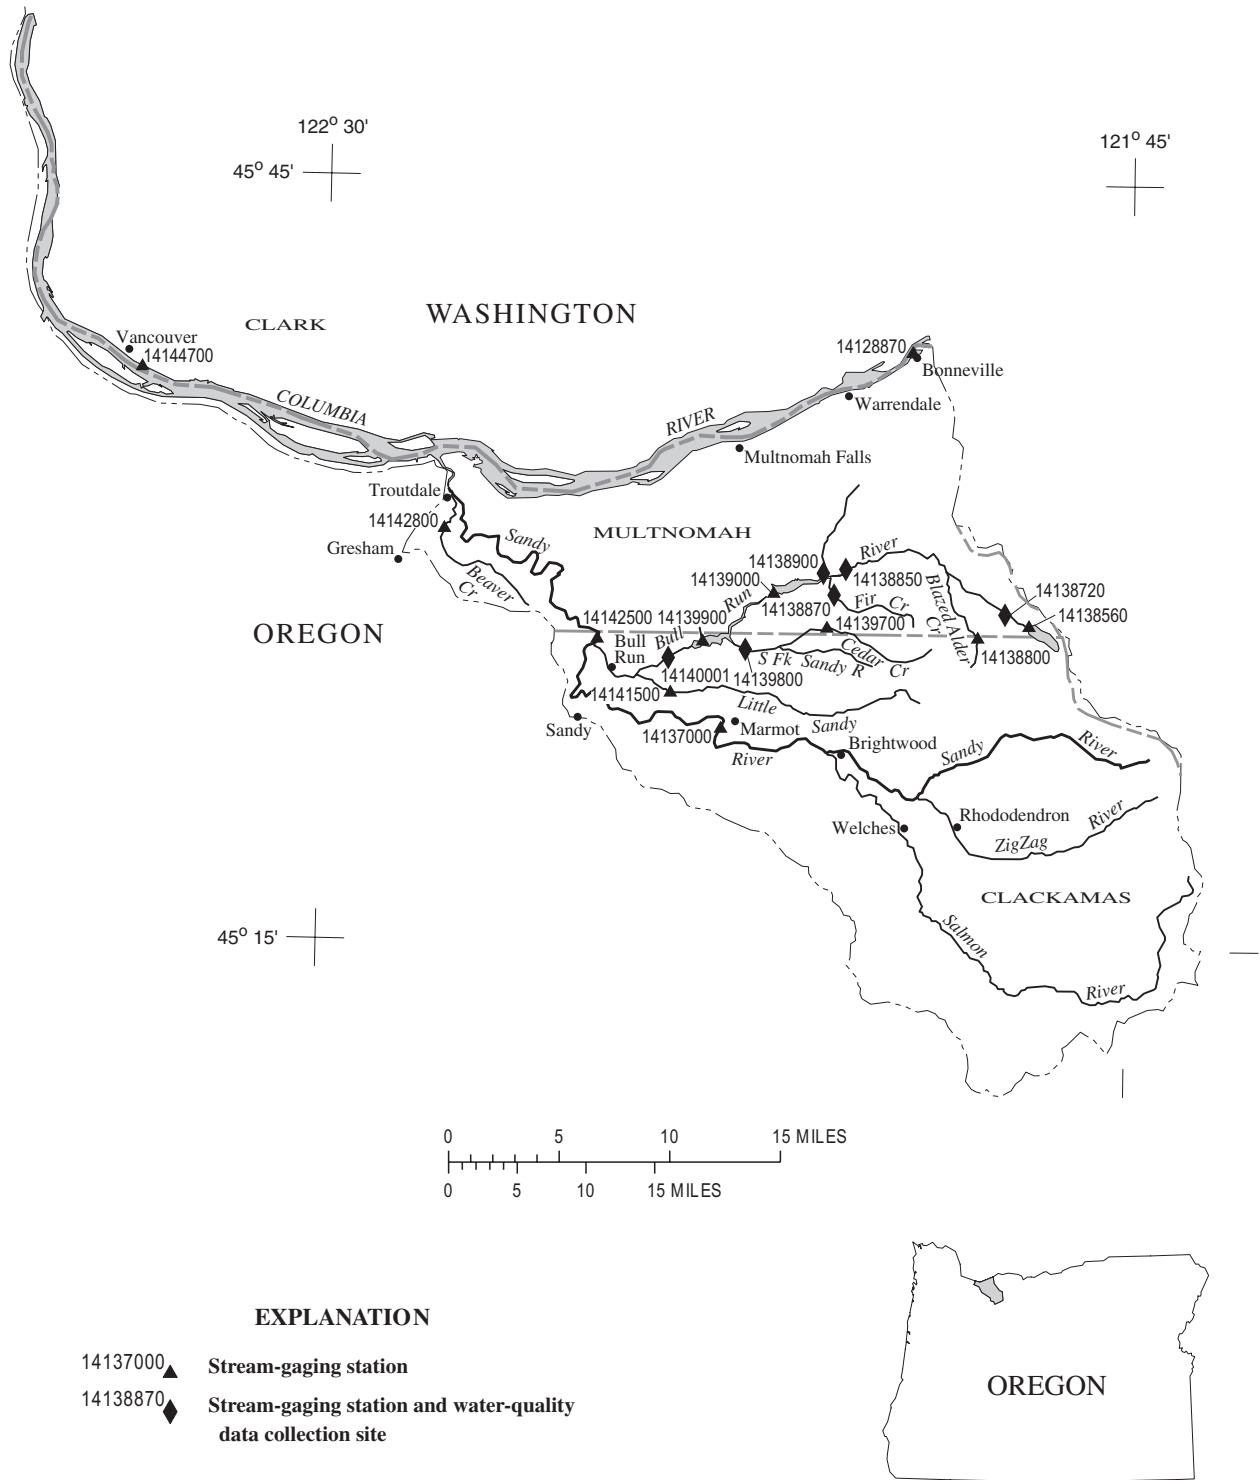 122° 30'
45° 45'
121° 45'
WASHINGTON
CLARK
Vancouver
14144700
14128870
Bonneville
COLUMBIA
RIVER
Warrendale
Multnomah Falls
Troutdale
14142800
Gresham
Sandy
MULTNOMAH
Beaver
Cr
14138900
River
14139000
14138850
14138720
14138560
Run
14138870
Fir Cr
Blazed Alder
Cr
14142500
14139900
14139700
OREGON
Bull
Run
Bull
S Fk Sandy R
Cedar
Cr
14138800
14140001
14139800
14141500
Little
Sandy
Sandy
14137000
Marmot
River
Brightwood
Sandy
River
Welches
Rhododendron
ZigZag
River
CLACKAMAS
45° 15'
Salmon
River
0 5 10 15 MILES
0 5 10 15 MILES
EXPLANATION
14137000 Stream-gaging station
14138870 Stream-gaging station and water-quality
data collection site
OREGON